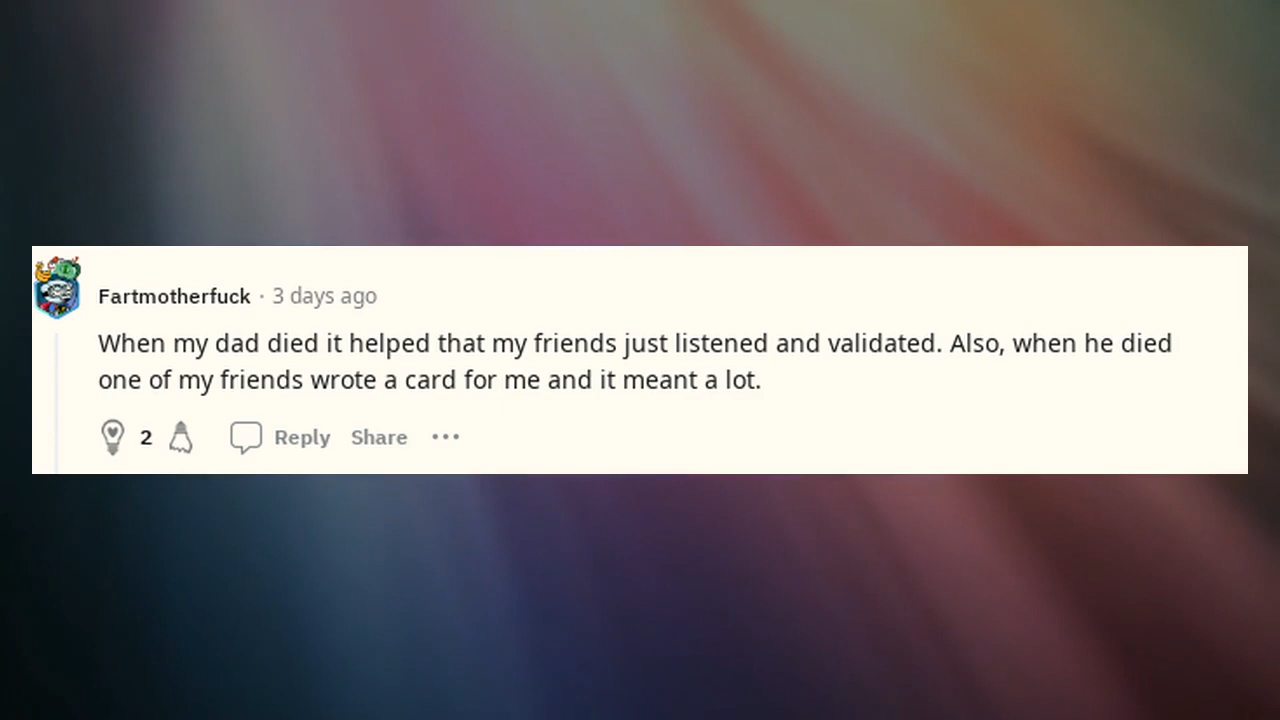 Fartmotherfuck · 3 days ago
When my dad died it helped that my friends just listened and validated. Also, when he died
one of my friends wrote a card for me and it meant a lot.
2 Reply Share •••